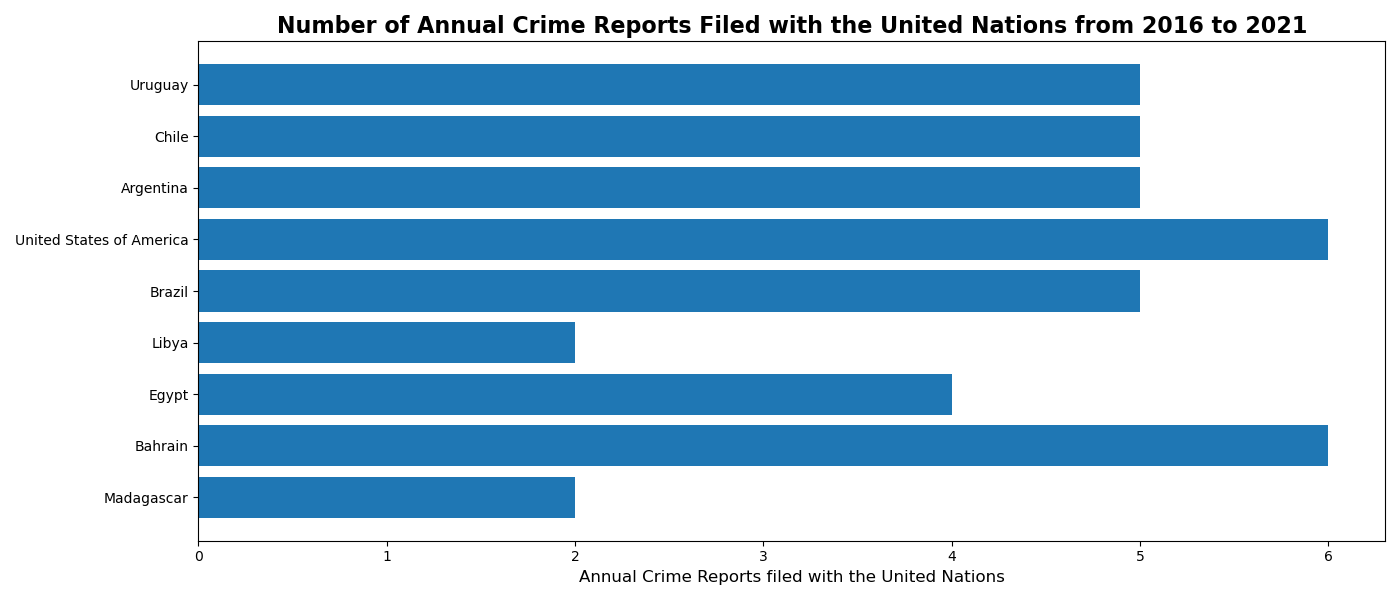 Number of Annual Crime Reports Filed with the United Nations from 2016 to 2021
Uruguay
Chile
Argentina
United States of America
Brazil
Libya
Egypt
Bahrain
Madagascar
0 1 2 3 4 5 6
Annual Crime Reports filed with the United Nations